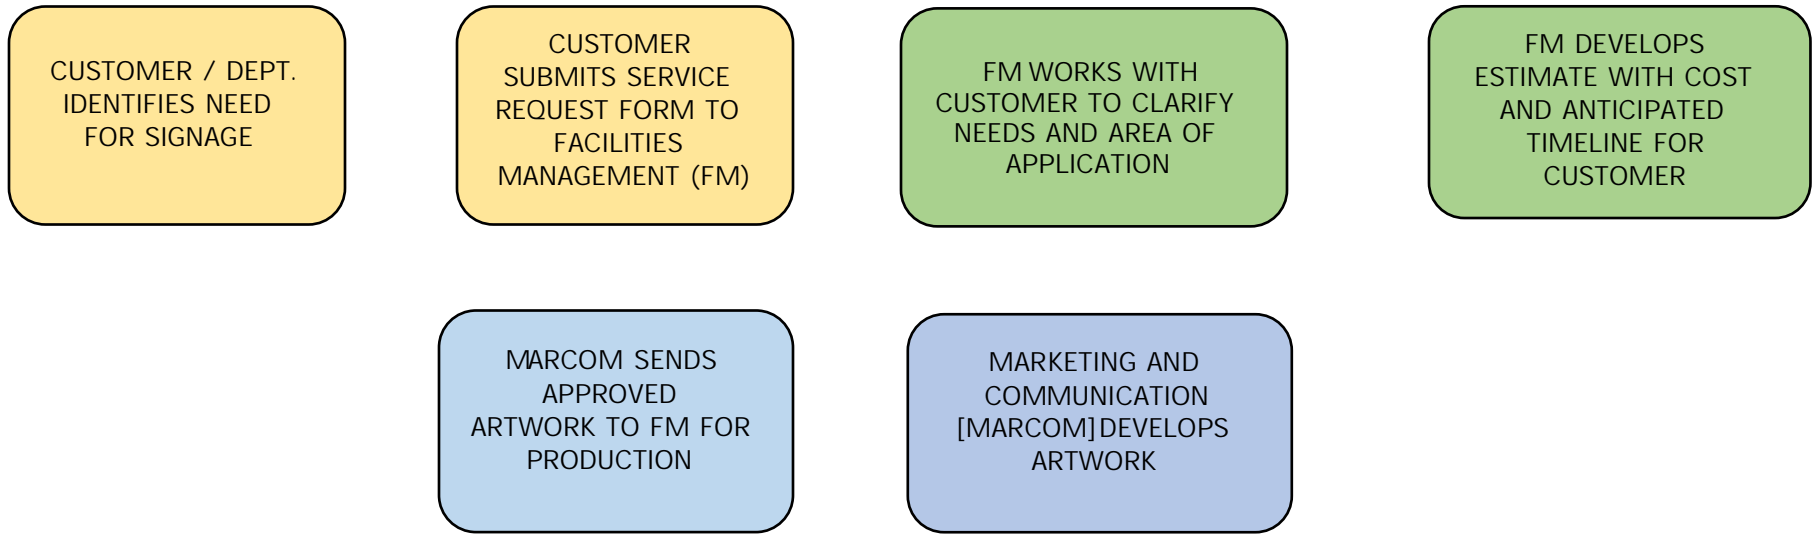 CUSTOMER / DEPT.
IDENTIFIES NEED
FOR SIGNAGE
CUSTOMER
SUBMITS SERVICE
REQUEST FORM TO
FACILITIES
MANAGEMENT (FM)
FM WORKS WITH
CUSTOMER TO CLARIFY
NEEDS AND AREA OF
APPLICATION
FM DEVELOPS
ESTIMATE WITH COST
AND ANTICIPATED
TIMELINE FOR
CUSTOMER
MARCOM SENDS
APPROVED
ARTWORK TO FM FOR
PRODUCTION
MARKETING AND
COMMUNICATION
[MARCOM] DEVELOPS
ARTWORK